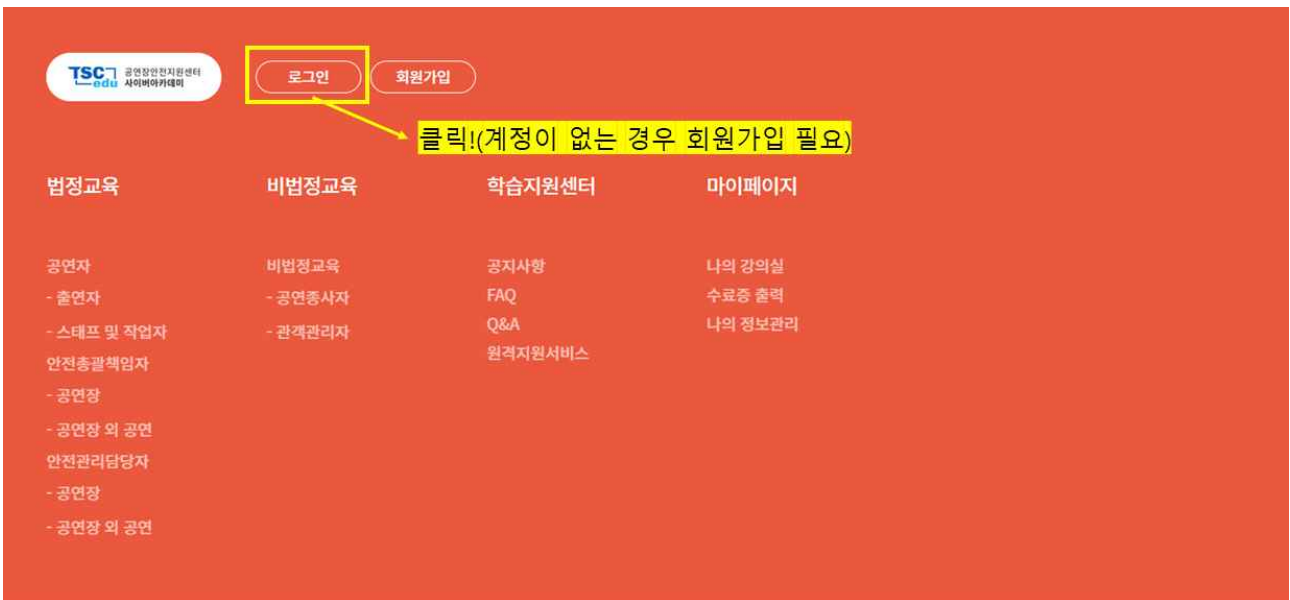 TSC edu 공연장안전지원센터 사이버아카데미
로그인
회원가입
클릭!(계정이 없는 경우 회원가입 필요)
법정교육
공연자
- 출연자
- 스태프 및 작업자
안전총괄책임자
- 공연장
- 공연장 외 공연
안전관리담당자
- 공연장
- 공연장 외 공연
비법정교육
비법정교육
- 공연종사자
- 관객관리자
학습지원센터
공지사항
FAQ
Q&A
원격지원서비스
마이페이지
나의 강의실
수료증 출력
나의 정보관리